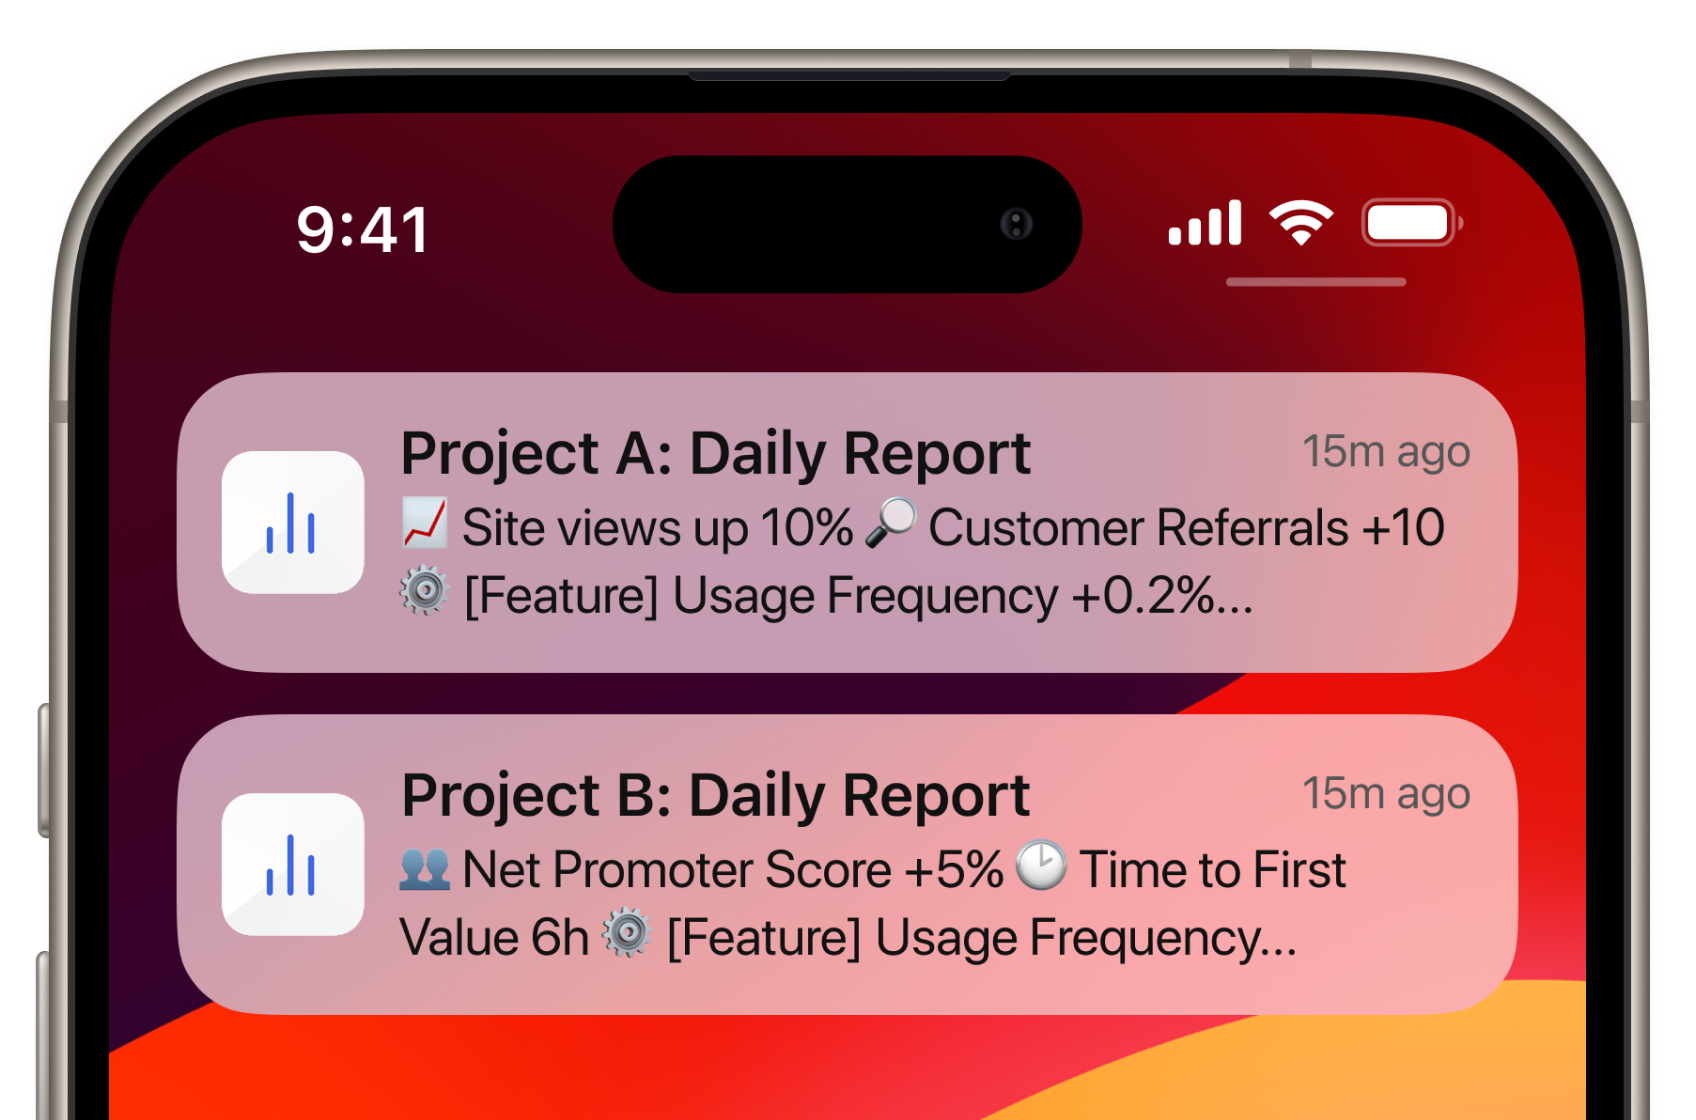 9:41
Project A: Daily Report
15m ago
📈 Site views up 10% 🔎 Customer Referrals +10
⚙️ [Feature] Usage Frequency +0.2%...
Project B: Daily Report
15m ago
👥 Net Promoter Score +5% 🕐 Time to First
Value 6h ⚙️ [Feature] Usage Frequency...